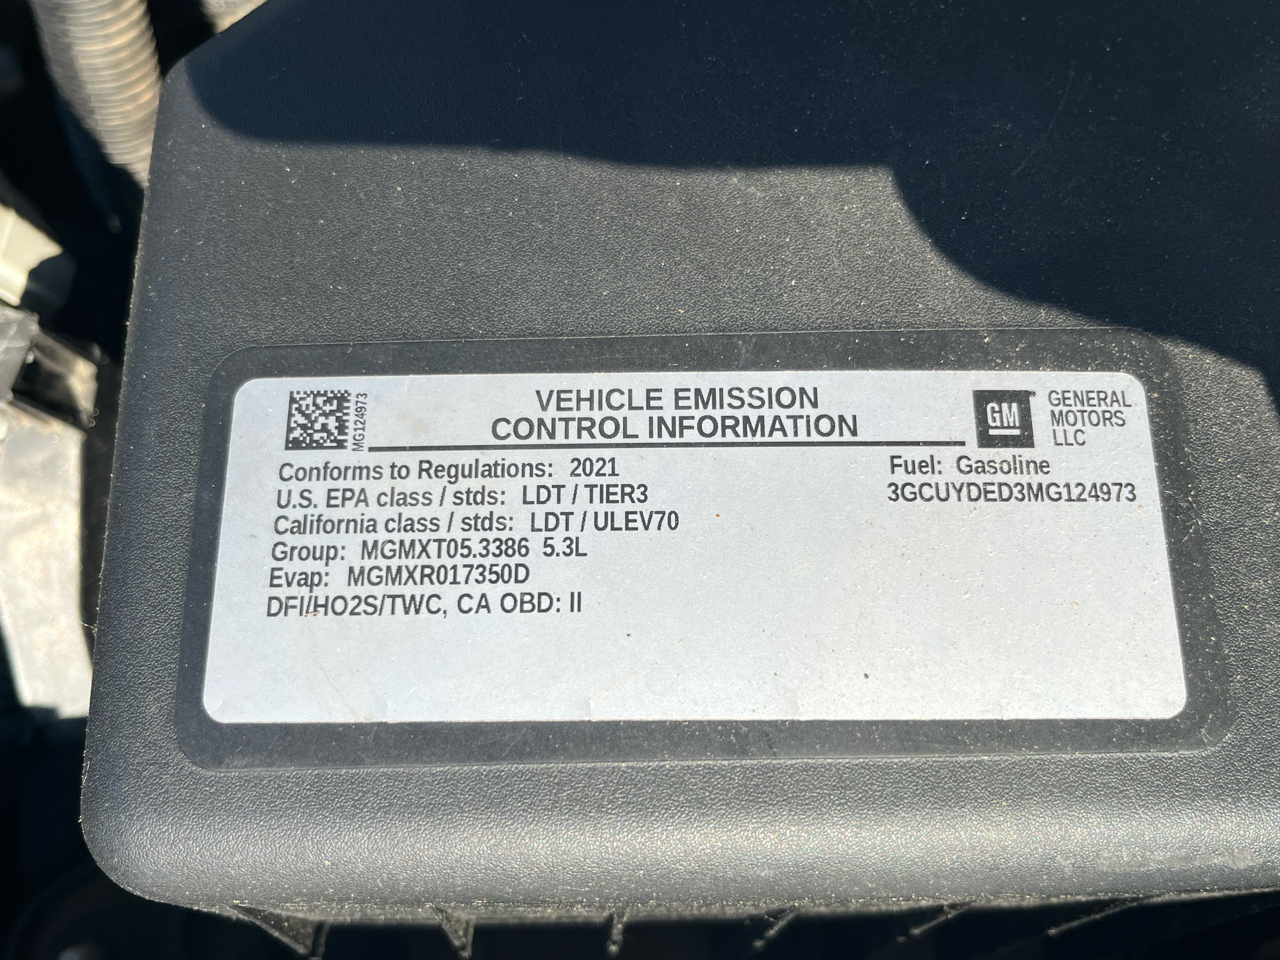 MG124973
VEHICLE EMISSION
CONTROL INFORMATION
GM
GENERAL
MOTORS
LLC
Conforms to Regulations: 2021
U.S. EPA class / stds: LDT / TIER3
California class / stds: LDT / ULEV70
Group: MGMXT05.3386 5.3L
Evap: MGMXR017350D
DFI/HO2S/TWC, CA OBD: II
Fuel: Gasoline
3GCUYDED3MG124973